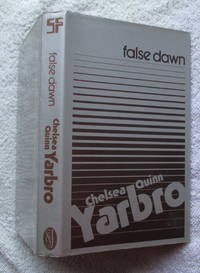 SF
false dawn
Chelsea
Quinn
Yarbro
false dawn
Chelsea Quinn
Yarbro